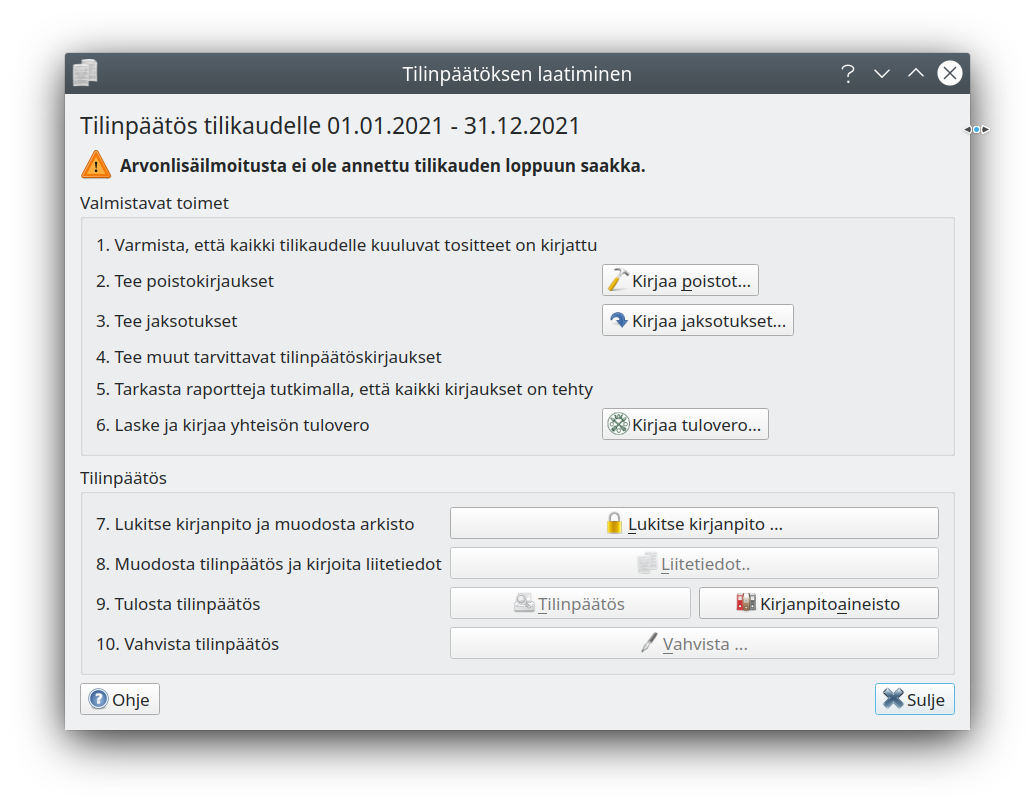 Tilinpäätöksen laatiminen
Tilinpäätös tilikaudelle 01.01.2021 - 31.12.2021
Arvonlisäilmoitusta ei ole annettu tilikauden loppuun saakka.
Valmistavat toimet
1. Varmista, että kaikki tilikaudelle kuuluvat tositteet on kirjattu
2. Tee poistokirjaukset Kirjaa poistot...
3. Tee jaksotukset Kirjaa jaksotukset...
4. Tee muut tarvittavat tilinpäätöskirjaukset
5. Tarkasta raportteja tutkimalla, että kaikki kirjaukset on tehty
6. Laske ja kirjaa yhteisön tulovero Kirjaa tulovero...
Tilinpäätös
7. Lukitse kirjanpito ja muodosta arkisto Lukitse kirjanpito ...
8. Muodosta tilinpäätös ja kirjoita liitetiedot Liitetiedot..
9. Tulosta tilinpäätös Tilinpäätös Kirjanpitoaineisto
10. Vahvista tilinpäätös Vahvista ...
Ohje Sulje